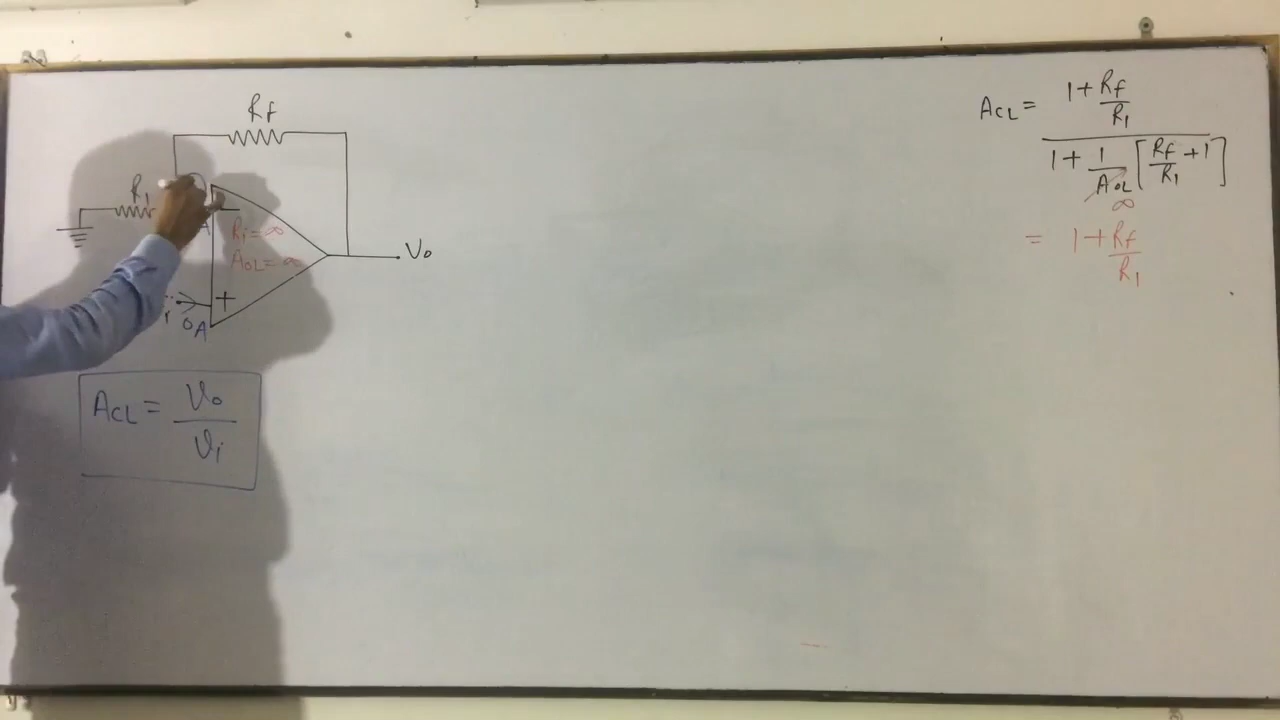 Rf
R1
−
A
Ri = ∞
AOL = ∞
Vo
+
0A
ACL = Vo / Vi
ACL = 1 + Rf/R1
1 + 1/AOL [Rf/R1 + 1]
∞
= 1 + Rf/R1